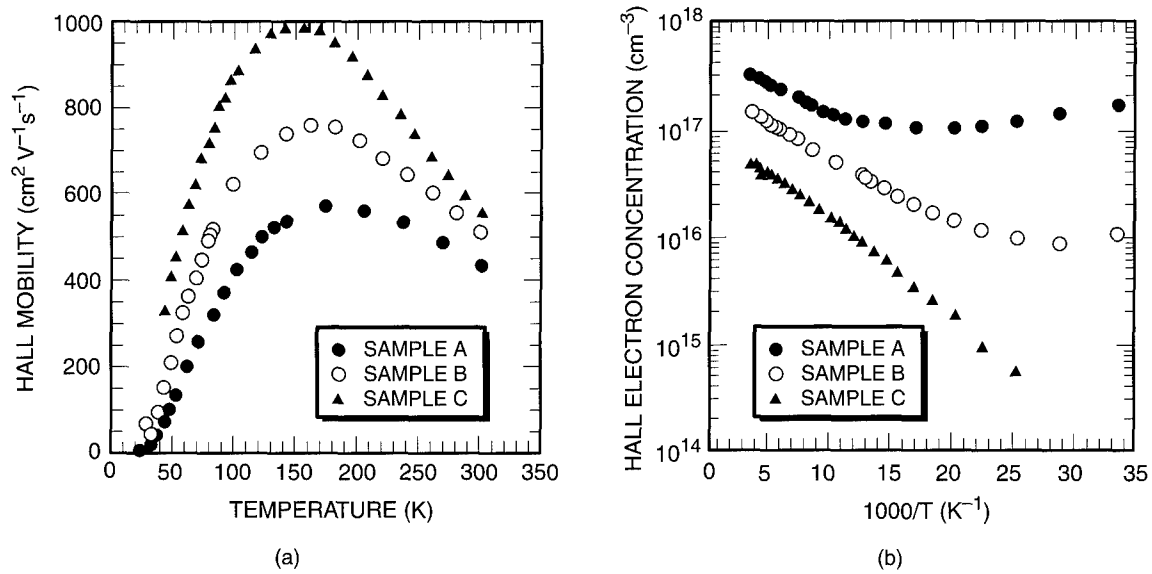 HALL MOBILITY (cm² V⁻¹s⁻¹)
1000
800
600
400
200
0
0 50 100 150 200 250 300 350
TEMPERATURE (K)
SAMPLE A
SAMPLE B
SAMPLE C
(a)
HALL ELECTRON CONCENTRATION (cm⁻³)
10¹⁸
10¹⁷
10¹⁶
10¹⁵
10¹⁴
0 5 10 15 20 25 30 35
1000/T (K⁻¹)
SAMPLE A
SAMPLE B
SAMPLE C
(b)